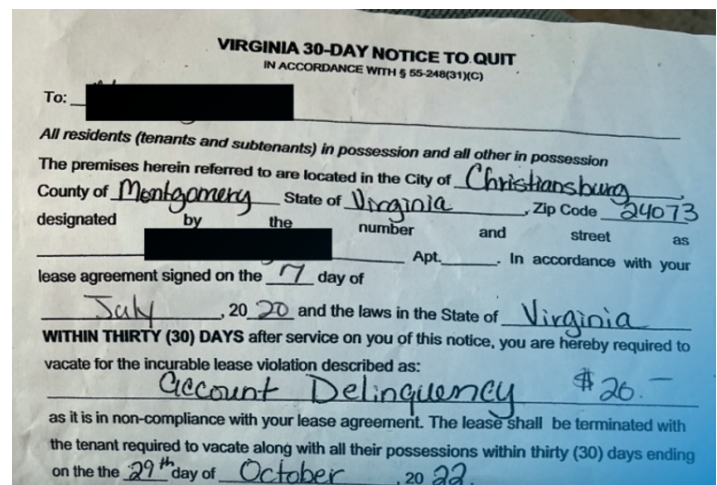 VIRGINIA 30-DAY NOTICE TO QUIT
IN ACCORDANCE WITH § 55-248(31)(C)
To:
All residents (tenants and subtenants) in possession and all other in possession
The premises herein referred to are located in the City of Christiansburg,
County of Montgomery State of Virginia, Zip Code 24073
designated by the number and street as
Apt. . In accordance with your
lease agreement signed on the 7 day of
July, 20 20 and the laws in the State of Virginia
WITHIN THIRTY (30) DAYS after service on you of this notice, you are hereby required to
vacate for the incurable lease violation described as:
account Delinquency $26.—
as it is in non-compliance with your lease agreement. The lease shall be terminated with
the tenant required to vacate along with all their possessions within thirty (30) days ending
on the the 29th day of October, 20 22.